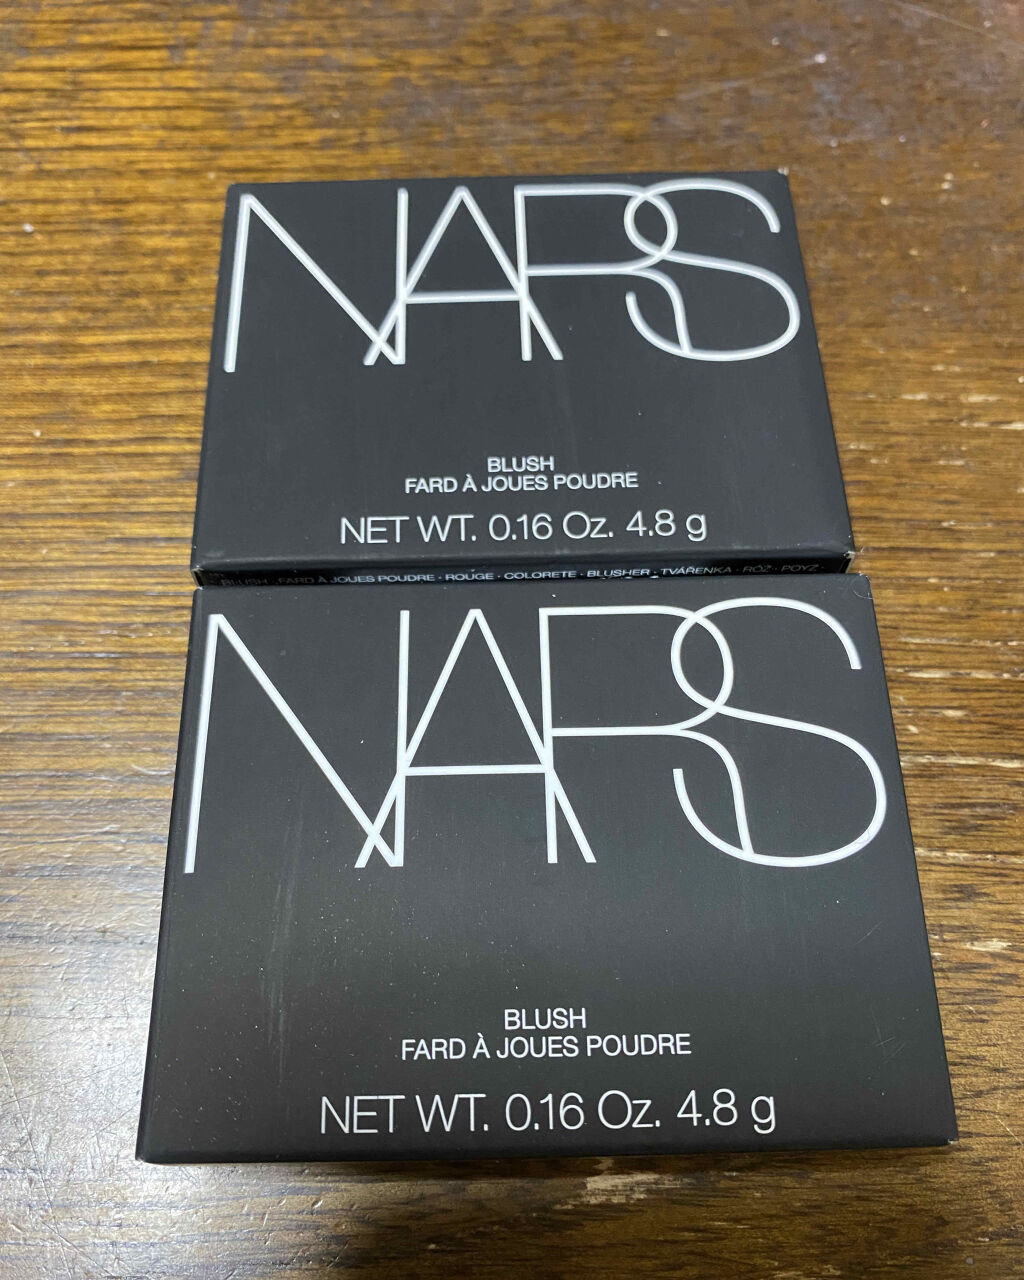 NARS
BLUSH
FARD À JOUES POUDRE
NET WT. 0.16 Oz. 4.8 g
BLUSH · FARD À JOUES POUDRE · ROUGE · COLORETE · BLUSHER · TVÁŘENKA · RÓŻ · ΡΟΥΖ ·
NARS
BLUSH
FARD À JOUES POUDRE
NET WT. 0.16 Oz. 4.8 g